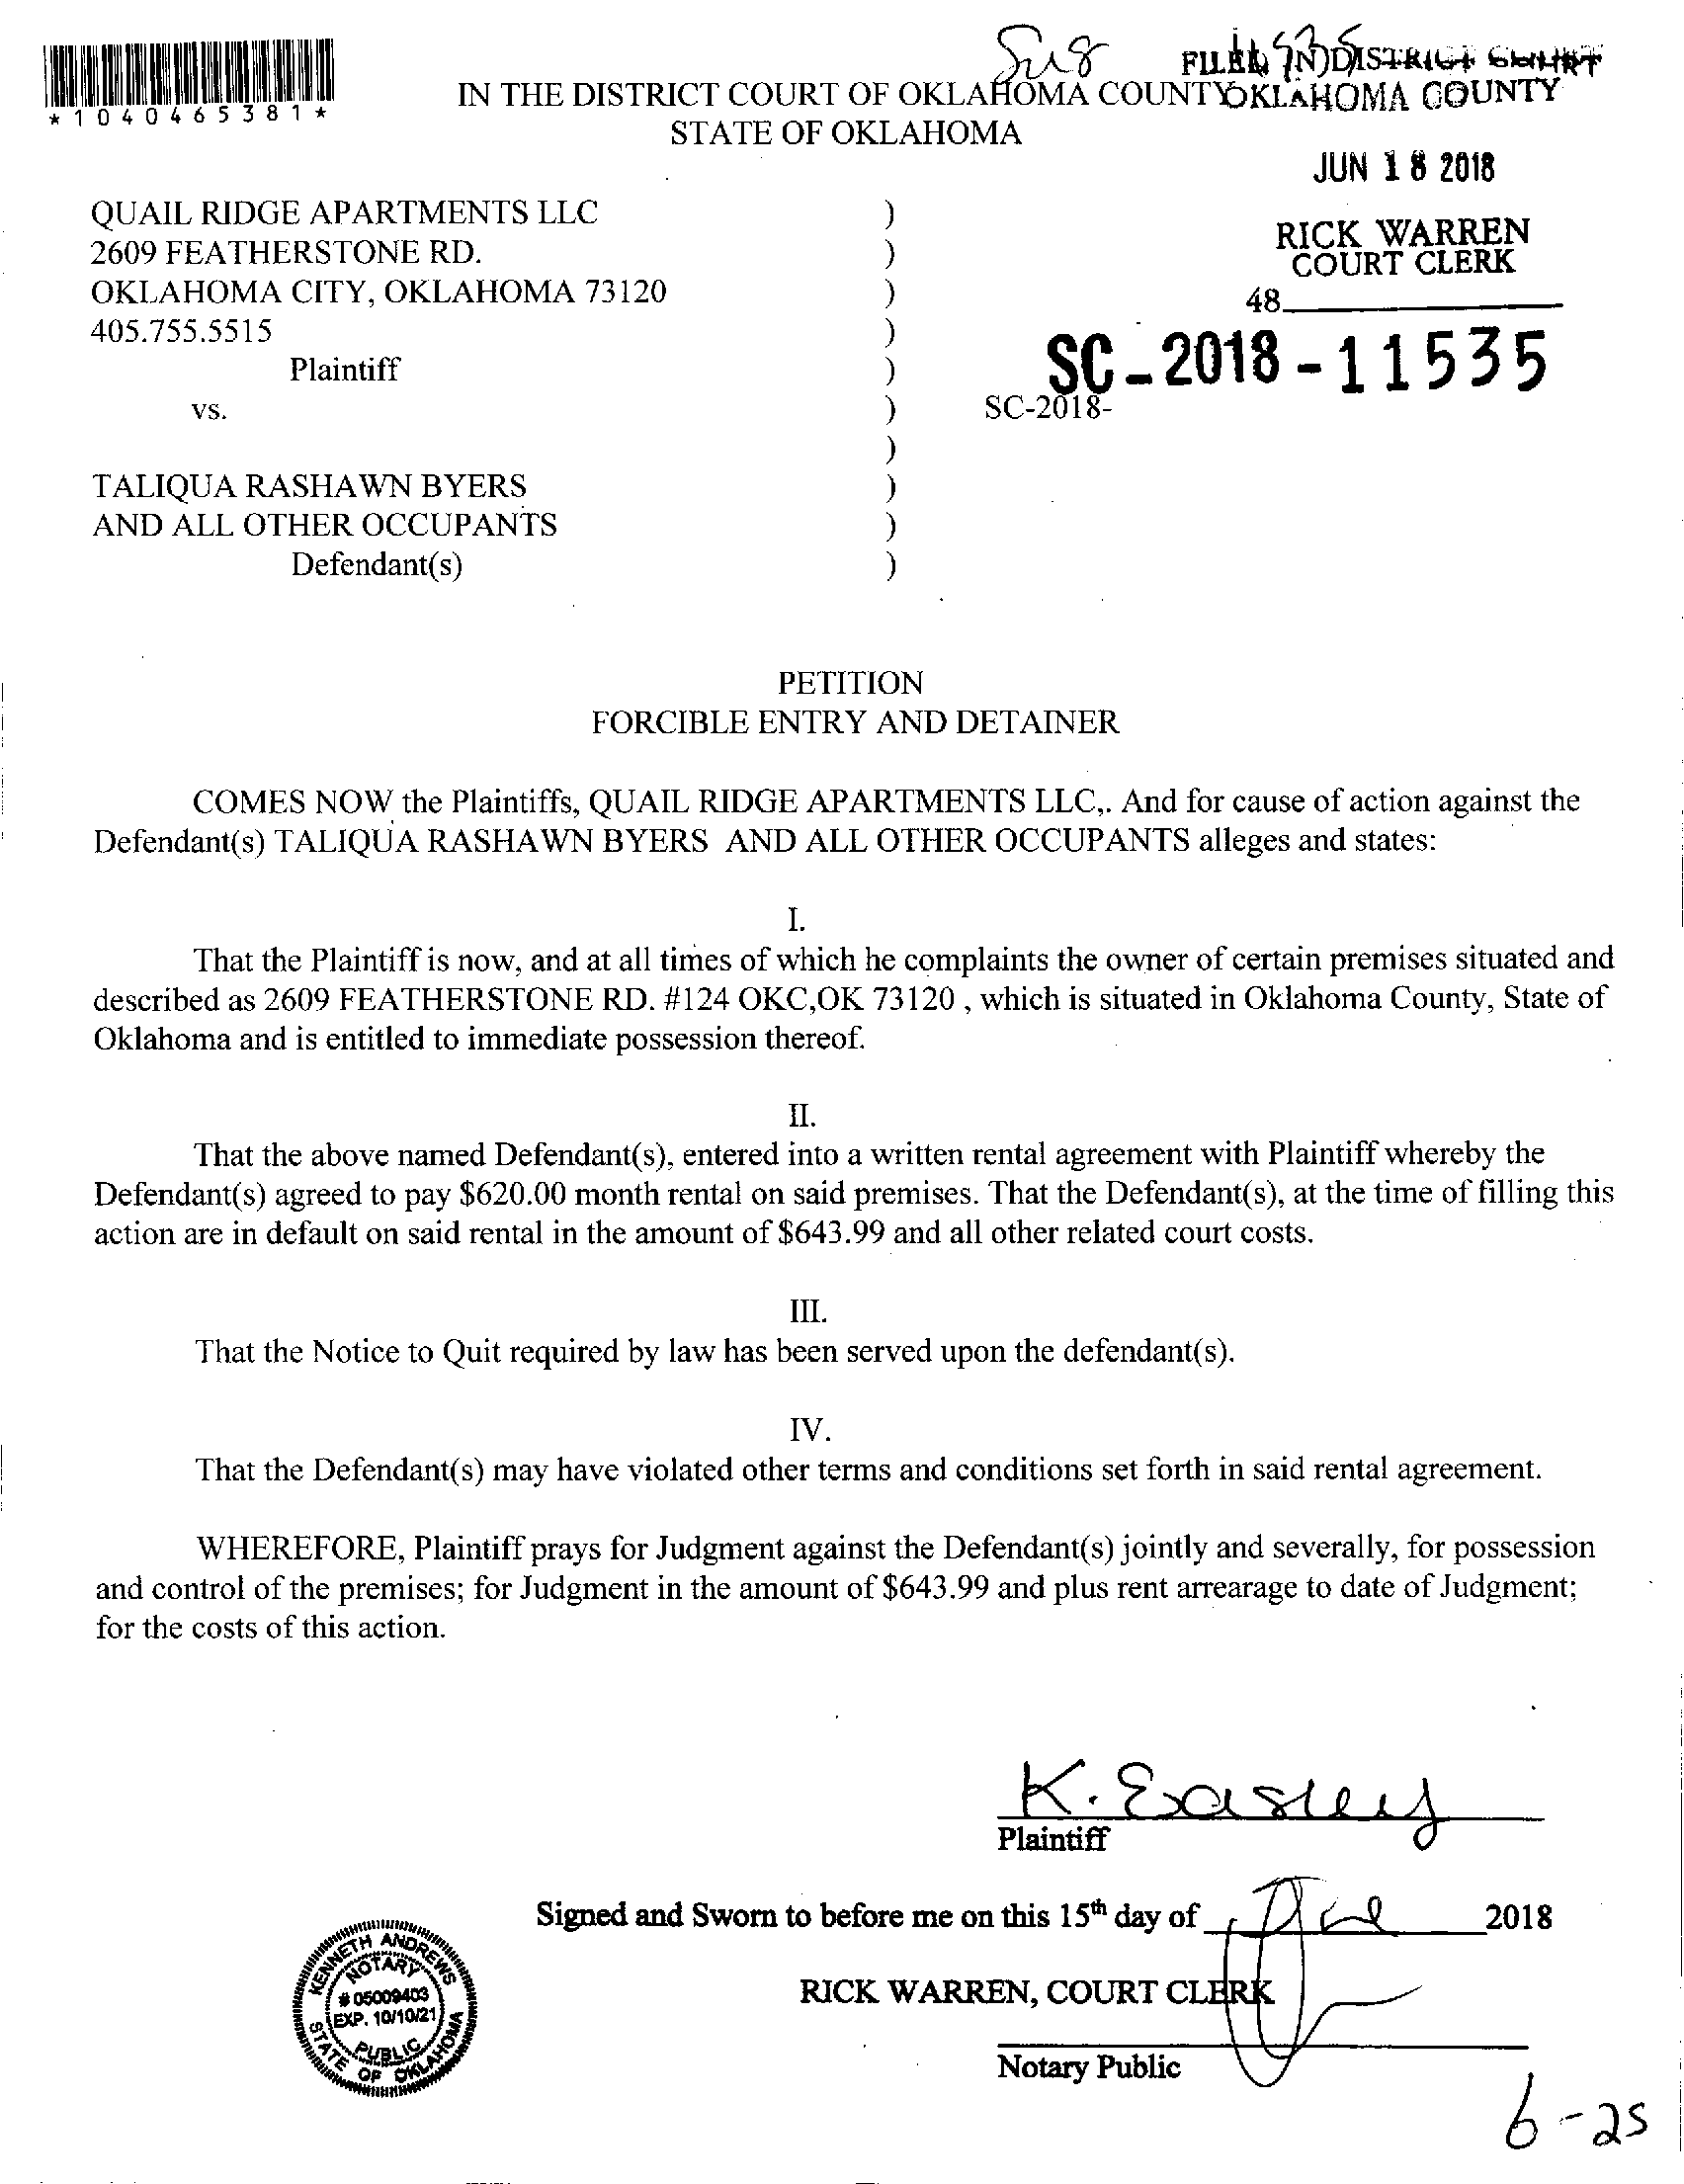 *1040465381*
Sug
FILED IN DISTRICT COURT
IN THE DISTRICT COURT OF OKLAHOMA COUNTY
OKLAHOMA COUNTY
STATE OF OKLAHOMA
JUN 18 2018
QUAIL RIDGE APARTMENTS LLC )
2609 FEATHERSTONE RD. )
OKLAHOMA CITY, OKLAHOMA 73120 )
405.755.5515 )
Plaintiff )
vs. )
)
TALIQUA RASHAWN BYERS )
AND ALL OTHER OCCUPANTS )
Defendant(s) )
RICK WARREN
COURT CLERK
48
SC-2018-11535
SC-2018-
PETITION
FORCIBLE ENTRY AND DETAINER
COMES NOW the Plaintiffs, QUAIL RIDGE APARTMENTS LLC,. And for cause of action against the
Defendant(s) TALIQUA RASHAWN BYERS AND ALL OTHER OCCUPANTS alleges and states:
I.
That the Plaintiff is now, and at all times of which he complaints the owner of certain premises situated and
described as 2609 FEATHERSTONE RD. #124 OKC,OK 73120 , which is situated in Oklahoma County, State of
Oklahoma and is entitled to immediate possession thereof.
II.
That the above named Defendant(s), entered into a written rental agreement with Plaintiff whereby the
Defendant(s) agreed to pay $620.00 month rental on said premises. That the Defendant(s), at the time of filling this
action are in default on said rental in the amount of $643.99 and all other related court costs.
III.
That the Notice to Quit required by law has been served upon the defendant(s).
IV.
That the Defendant(s) may have violated other terms and conditions set forth in said rental agreement.
WHEREFORE, Plaintiff prays for Judgment against the Defendant(s) jointly and severally, for possession
and control of the premises; for Judgment in the amount of $643.99 and plus rent arrearage to date of Judgment;
for the costs of this action.
K. Easley
Plaintiff
Signed and Sworn to before me on this 15th day of 2018
RICK WARREN, COURT CLERK
Notary Public
KENNETH ANDREWS
NOTARY
# 05009403
EXP. 10/10/21
PUBLIC
STATE OF OKLAHOMA
6-25